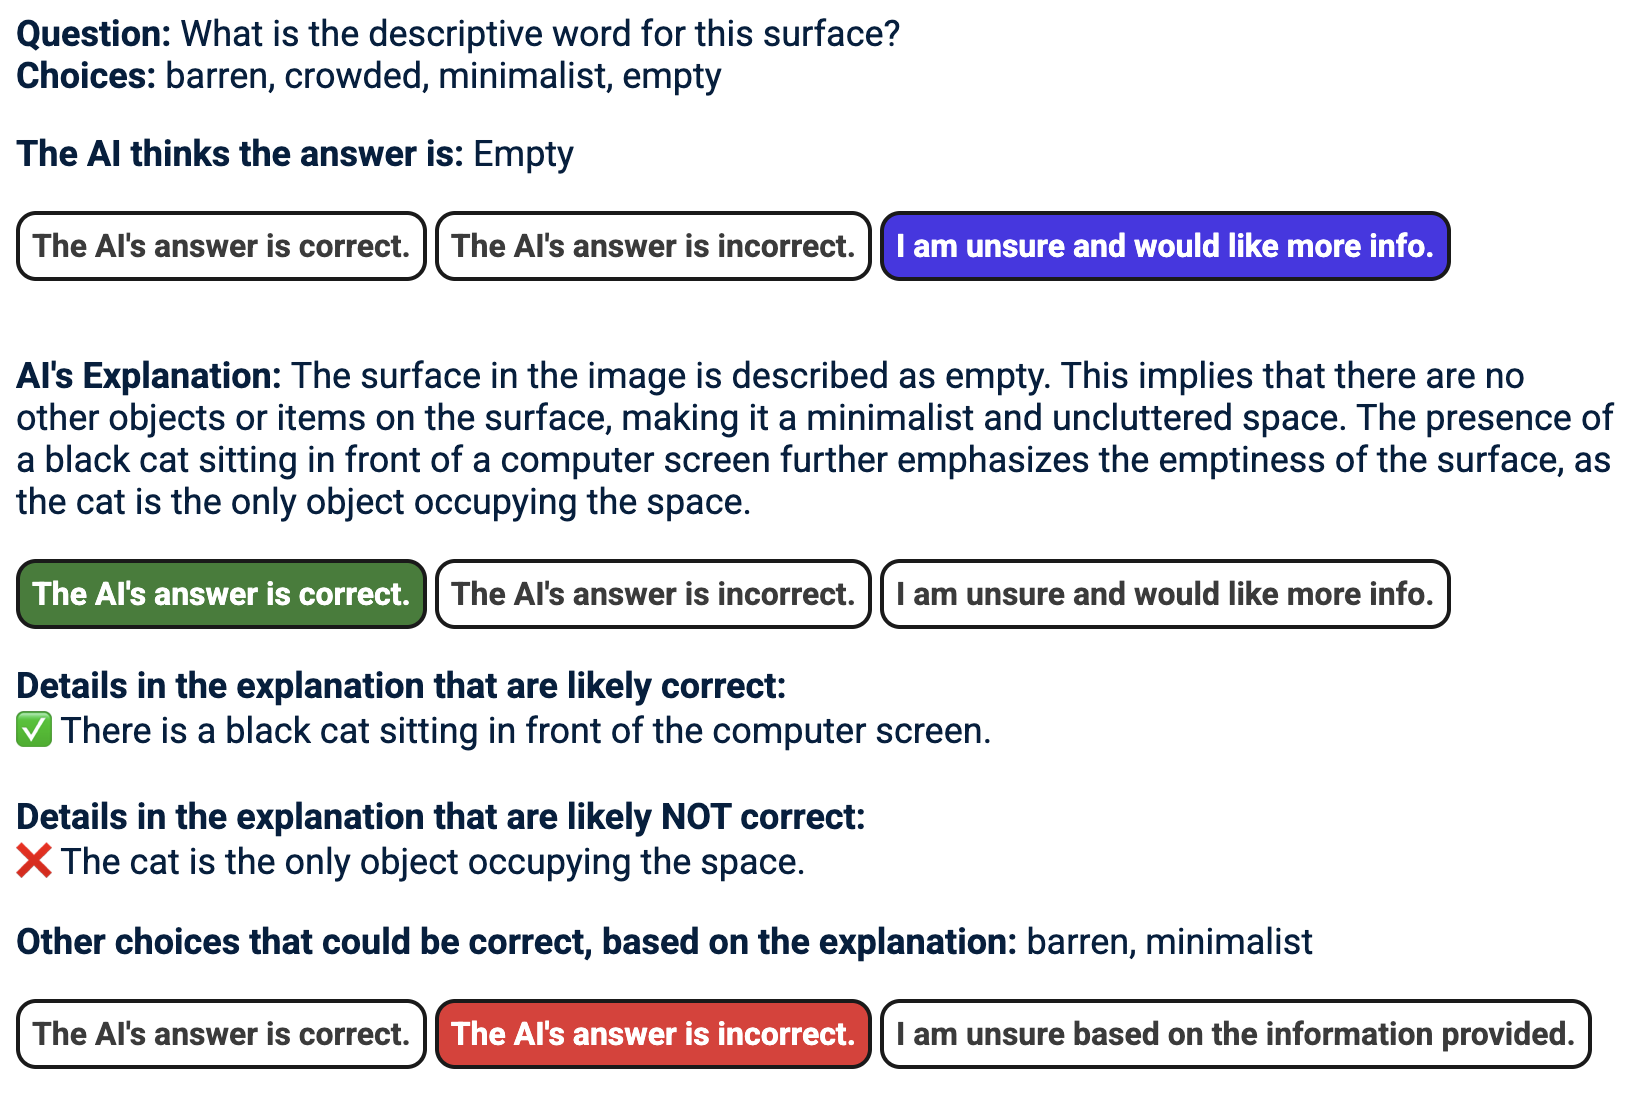 Question: What is the descriptive word for this surface?
Choices: barren, crowded, minimalist, empty
The AI thinks the answer is: Empty
The AI's answer is correct. The AI's answer is incorrect. I am unsure and would like more info.
AI's Explanation: The surface in the image is described as empty. This implies that there are no
other objects or items on the surface, making it a minimalist and uncluttered space. The presence of
a black cat sitting in front of a computer screen further emphasizes the emptiness of the surface, as
the cat is the only object occupying the space.
The AI's answer is correct. The AI's answer is incorrect. I am unsure and would like more info.
Details in the explanation that are likely correct:
✅ There is a black cat sitting in front of the computer screen.
Details in the explanation that are likely NOT correct:
❌ The cat is the only object occupying the space.
Other choices that could be correct, based on the explanation: barren, minimalist
The AI's answer is correct. The AI's answer is incorrect. I am unsure based on the information provided.